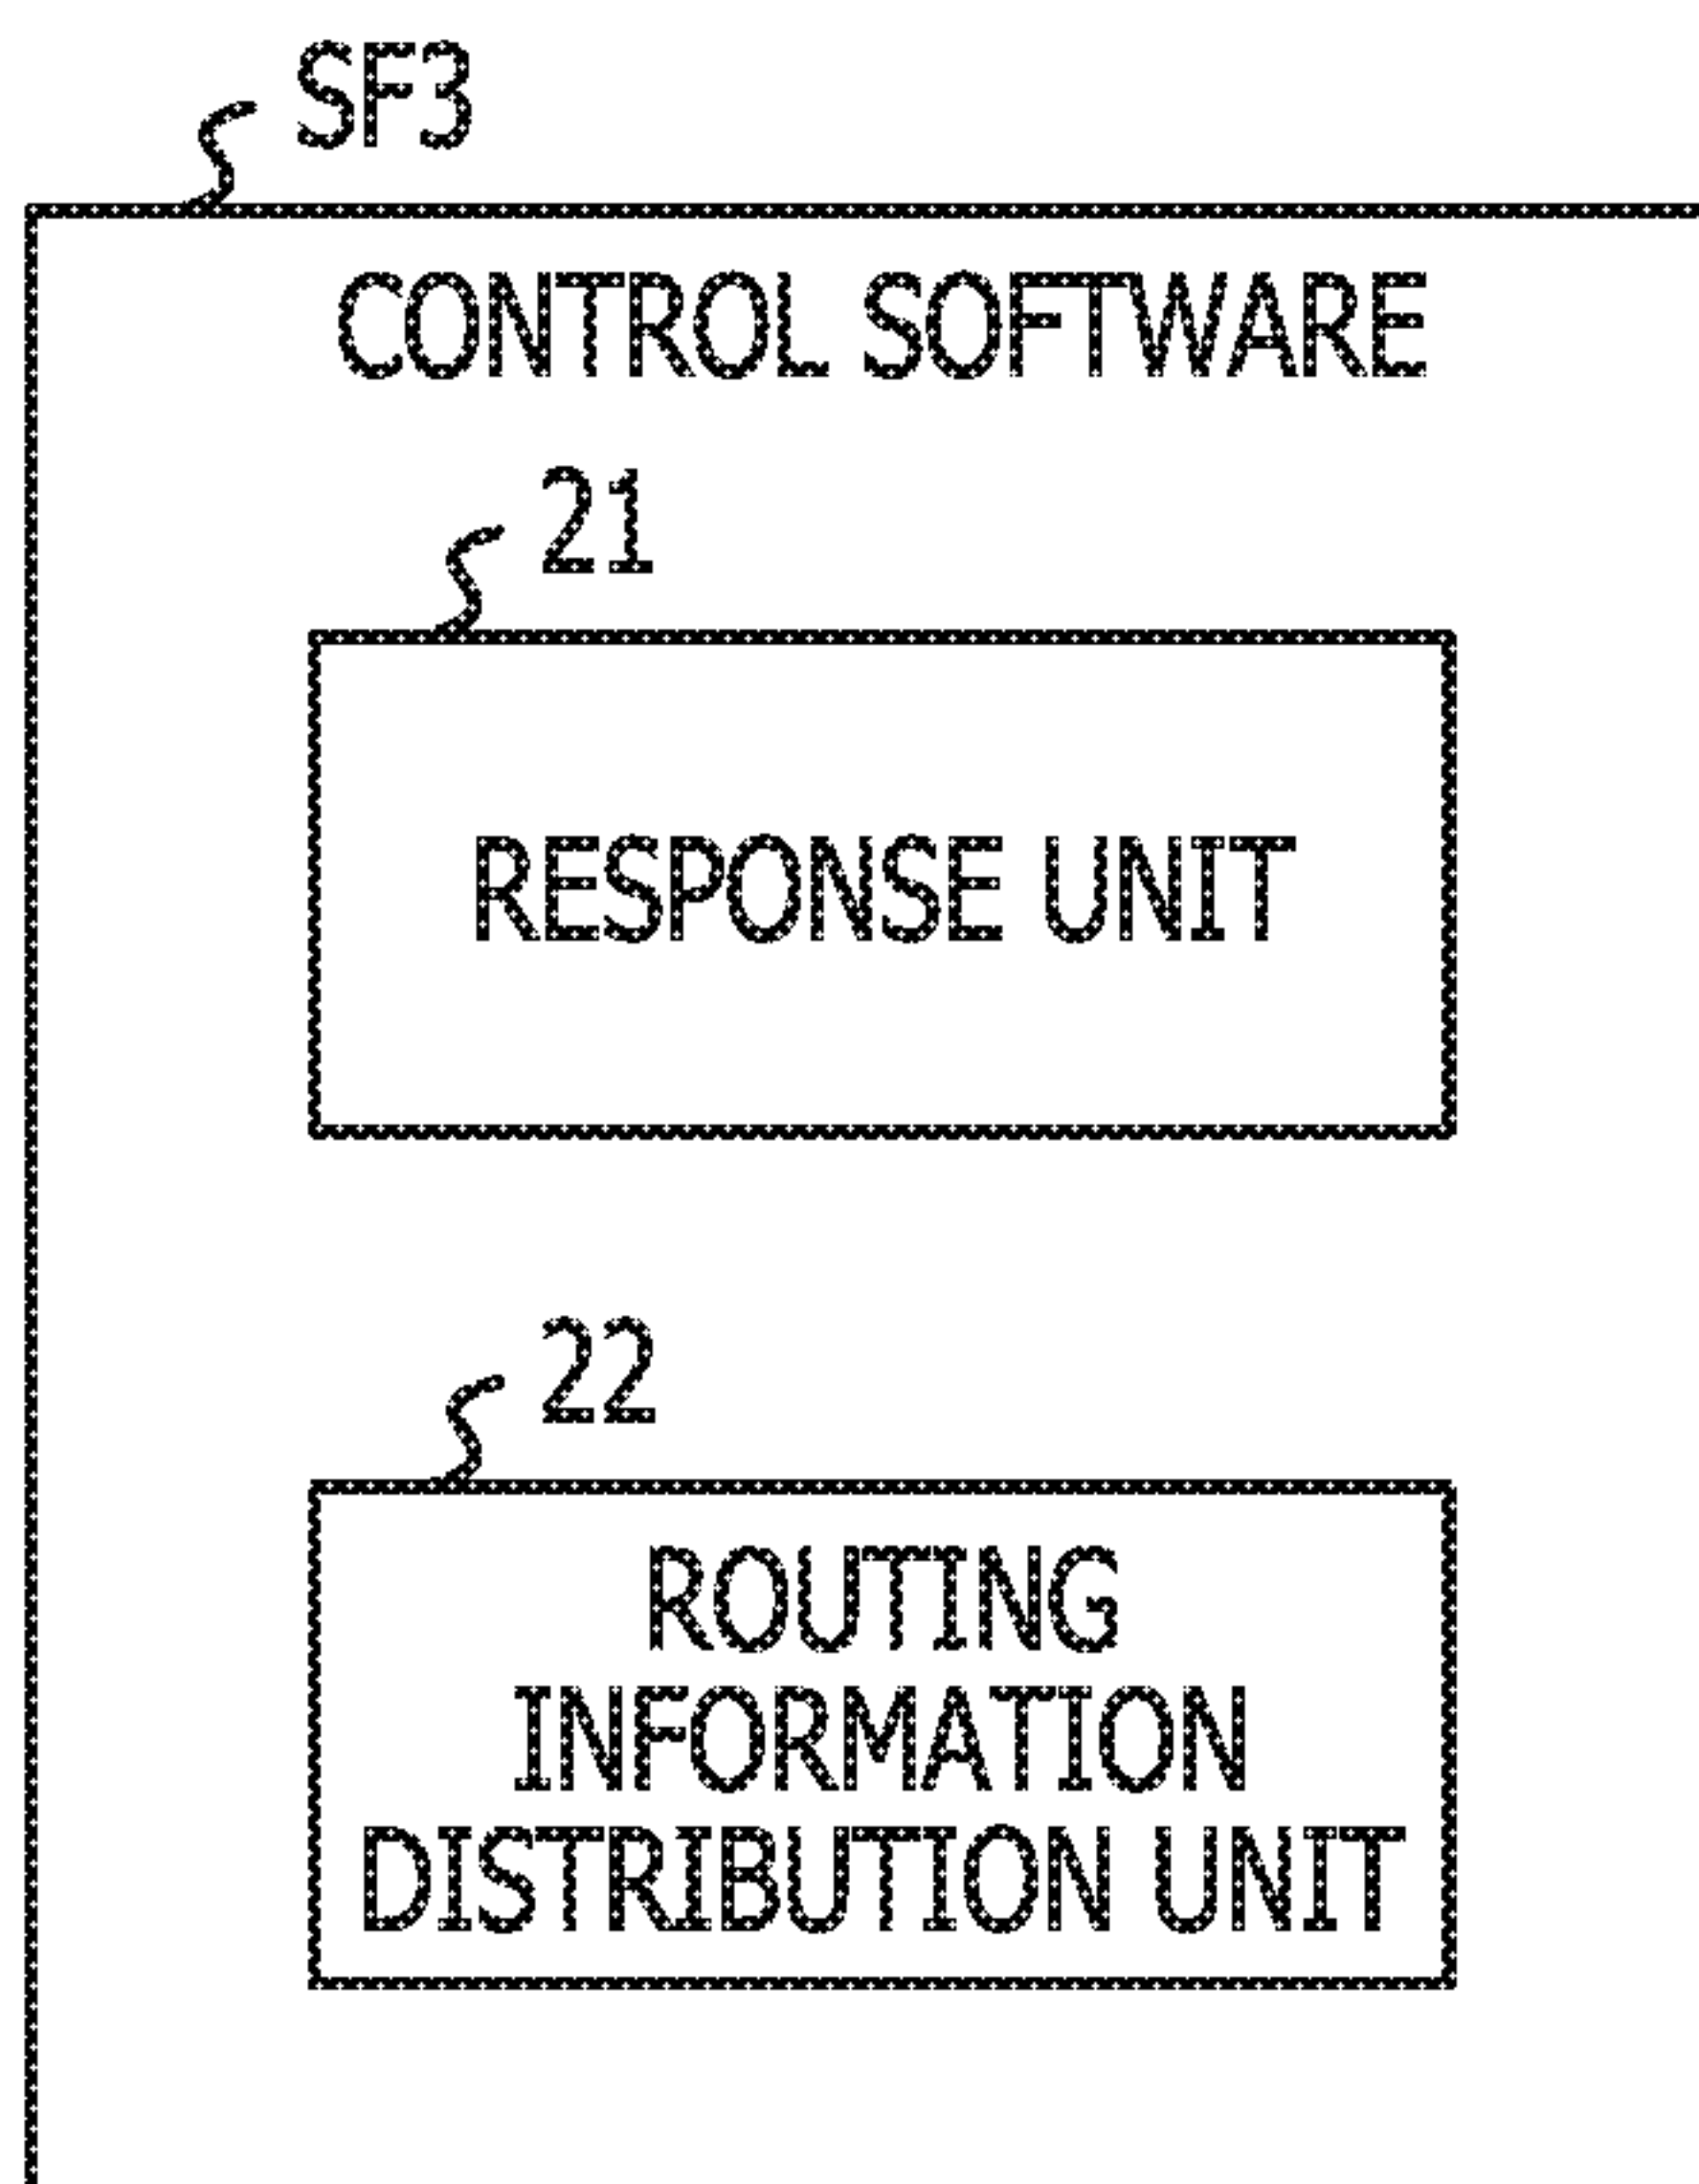 SF3
CONTROL SOFTWARE
21
RESPONSE UNIT
22
ROUTING
INFORMATION
DISTRIBUTION UNIT